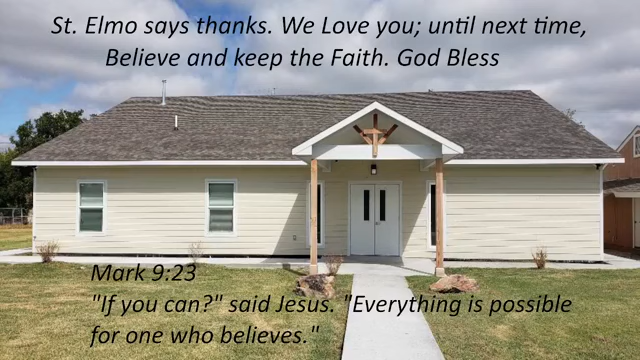 St. Elmo says thanks. We Love you; until next time,
Believe and keep the Faith. God Bless
Mark 9:23
"If you can?" said Jesus. "Everything is possible
for one who believes."